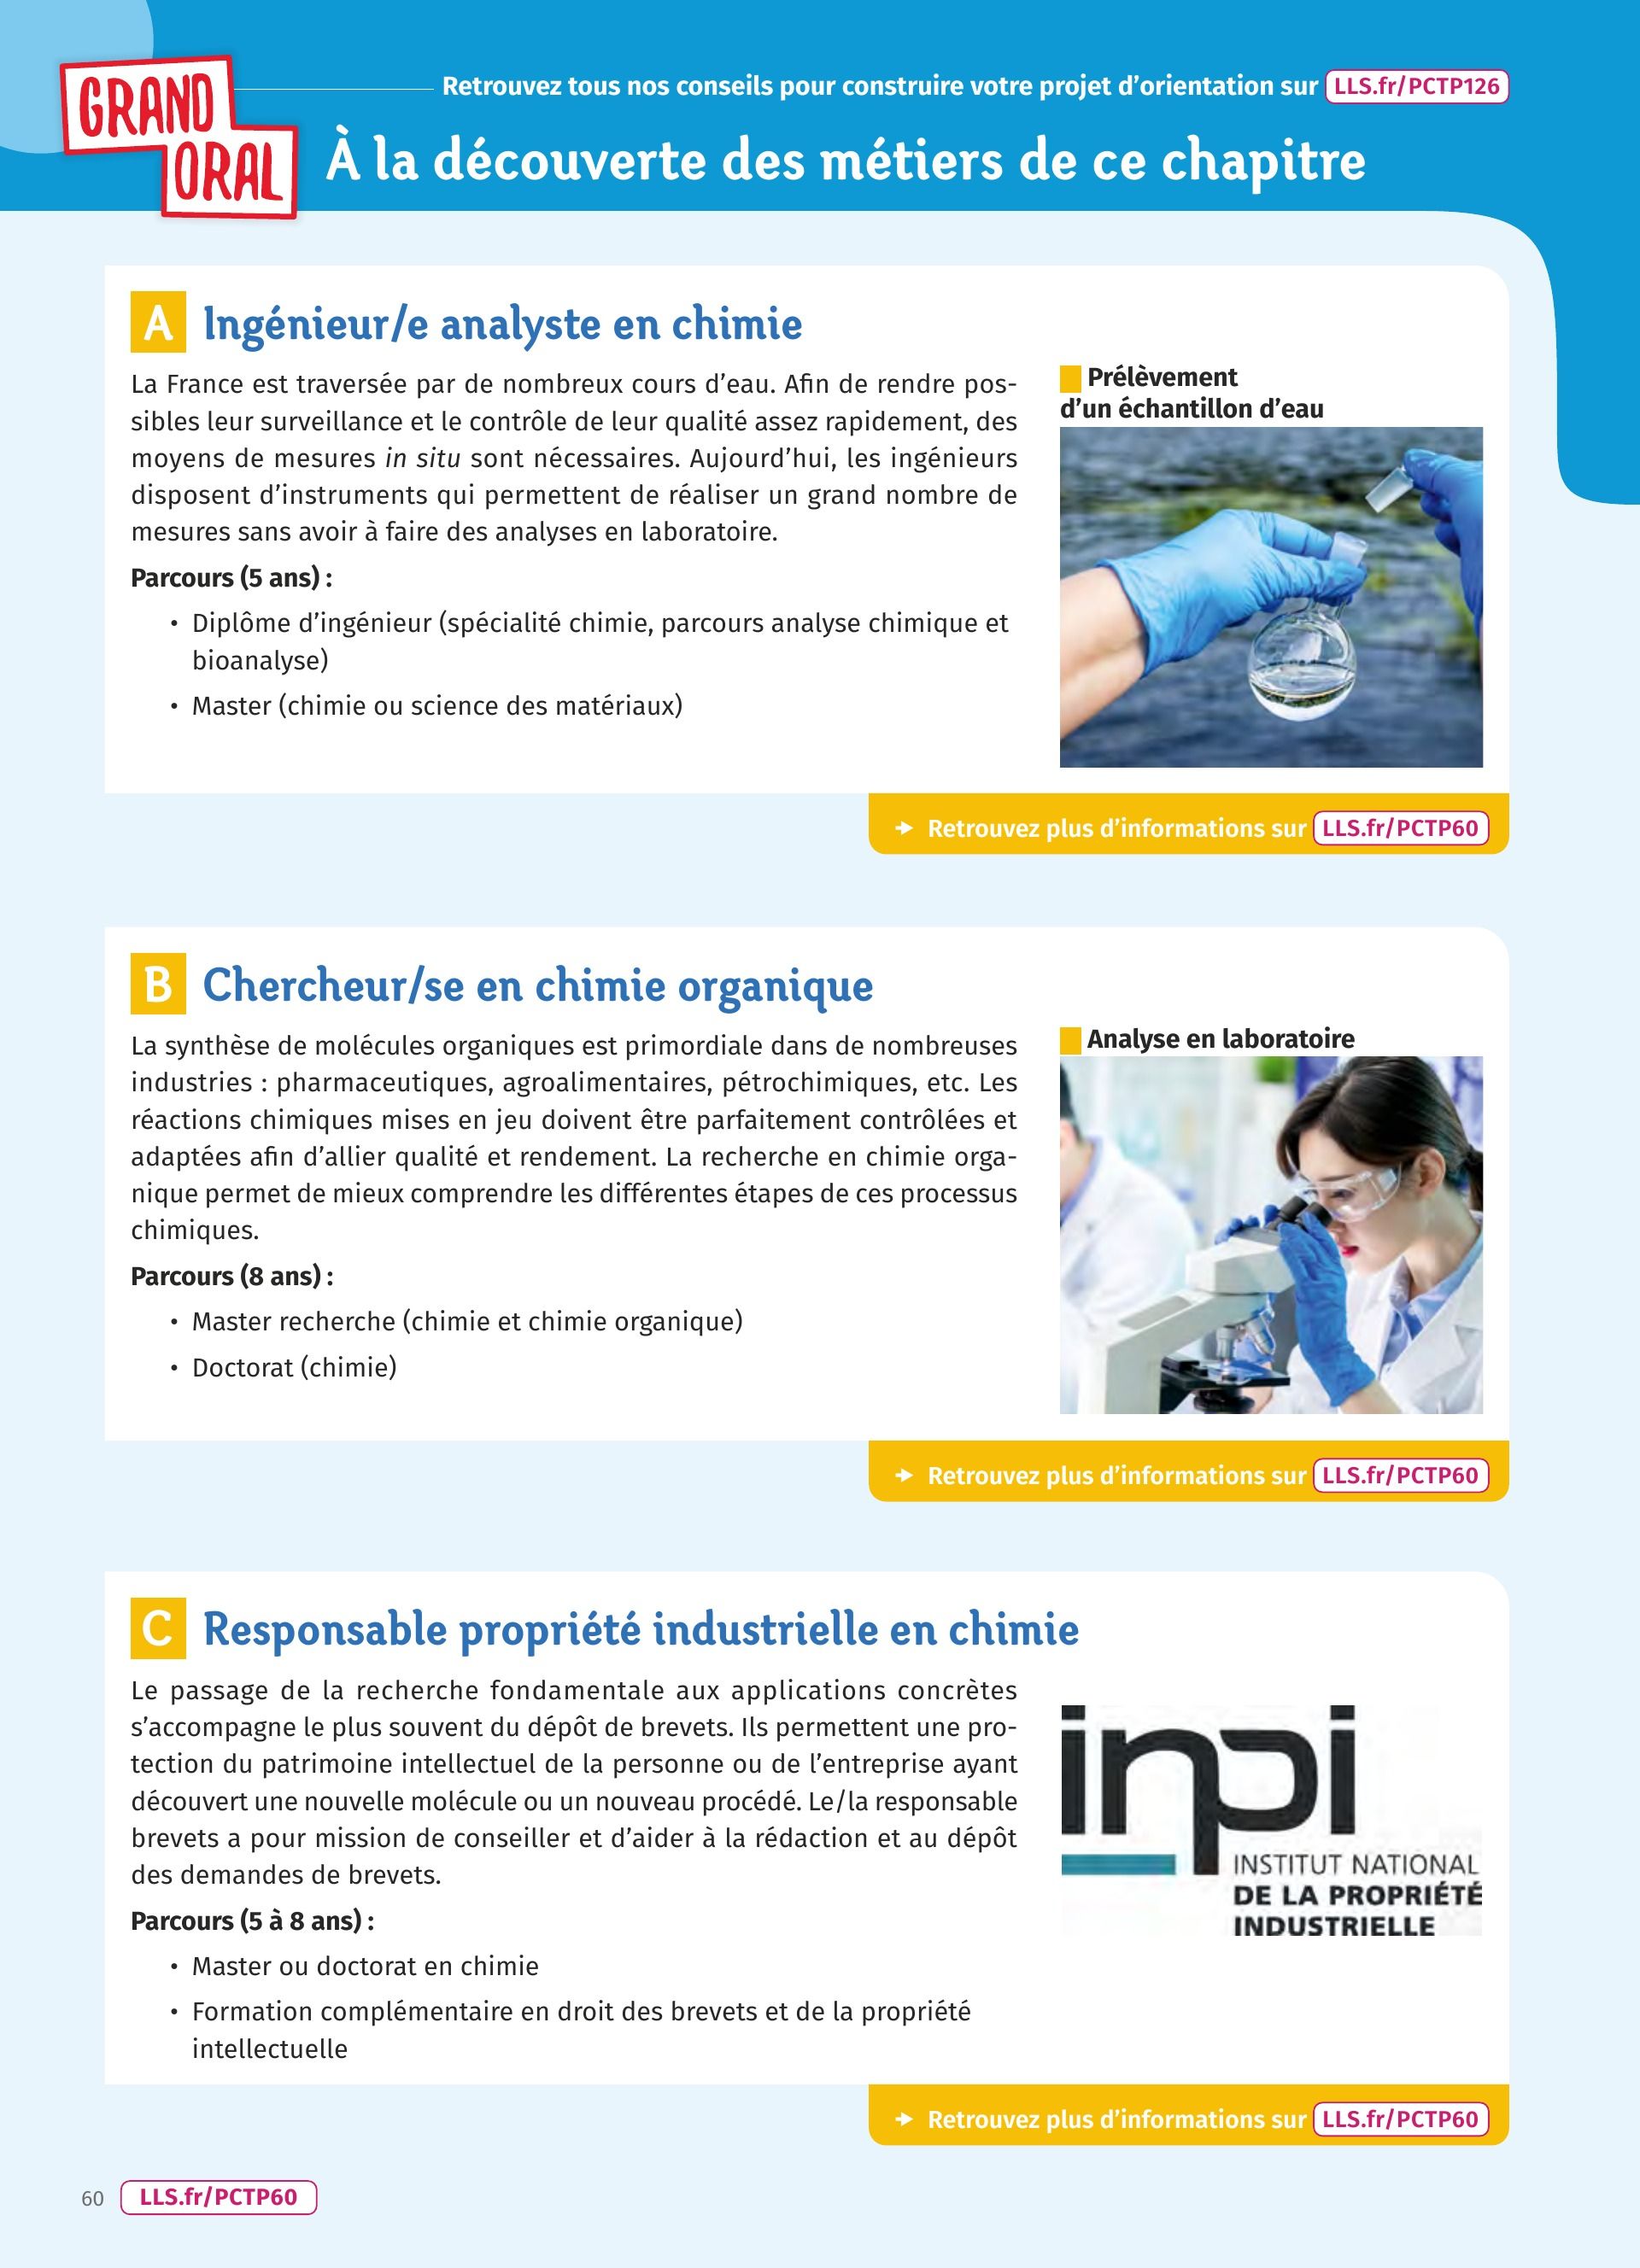 GRAND
ORAL
Retrouvez tous nos conseils pour construire votre projet d’orientation sur LLS.fr/PCTP126
À la découverte des métiers de ce chapitre
A Ingénieur/e analyste en chimie
La France est traversée par de nombreux cours d’eau. Afin de rendre pos-
sibles leur surveillance et le contrôle de leur qualité assez rapidement, des
moyens de mesures in situ sont nécessaires. Aujourd’hui, les ingénieurs
disposent d’instruments qui permettent de réaliser un grand nombre de
mesures sans avoir à faire des analyses en laboratoire.
Parcours (5 ans) :
• Diplôme d’ingénieur (spécialité chimie, parcours analyse chimique et
bioanalyse)
• Master (chimie ou science des matériaux)
Prélèvement
d’un échantillon d’eau
Retrouvez plus d’informations sur LLS.fr/PCTP60
B Chercheur/se en chimie organique
La synthèse de molécules organiques est primordiale dans de nombreuses
industries : pharmaceutiques, agroalimentaires, pétrochimiques, etc. Les
réactions chimiques mises en jeu doivent être parfaitement contrôlées et
adaptées afin d’allier qualité et rendement. La recherche en chimie orga-
nique permet de mieux comprendre les différentes étapes de ces processus
chimiques.
Parcours (8 ans) :
• Master recherche (chimie et chimie organique)
• Doctorat (chimie)
Analyse en laboratoire
Retrouvez plus d’informations sur LLS.fr/PCTP60
C Responsable propriété industrielle en chimie
Le passage de la recherche fondamentale aux applications concrètes
s’accompagne le plus souvent du dépôt de brevets. Ils permettent une pro-
tection du patrimoine intellectuel de la personne ou de l’entreprise ayant
découvert une nouvelle molécule ou un nouveau procédé. Le/la responsable
brevets a pour mission de conseiller et d’aider à la rédaction et au dépôt
des demandes de brevets.
Parcours (5 à 8 ans) :
• Master ou doctorat en chimie
• Formation complémentaire en droit des brevets et de la propriété
intellectuelle
inpi
INSTITUT NATIONAL
DE LA PROPRIÉTÉ
INDUSTRIELLE
Retrouvez plus d’informations sur LLS.fr/PCTP60
60 LLS.fr/PCTP60